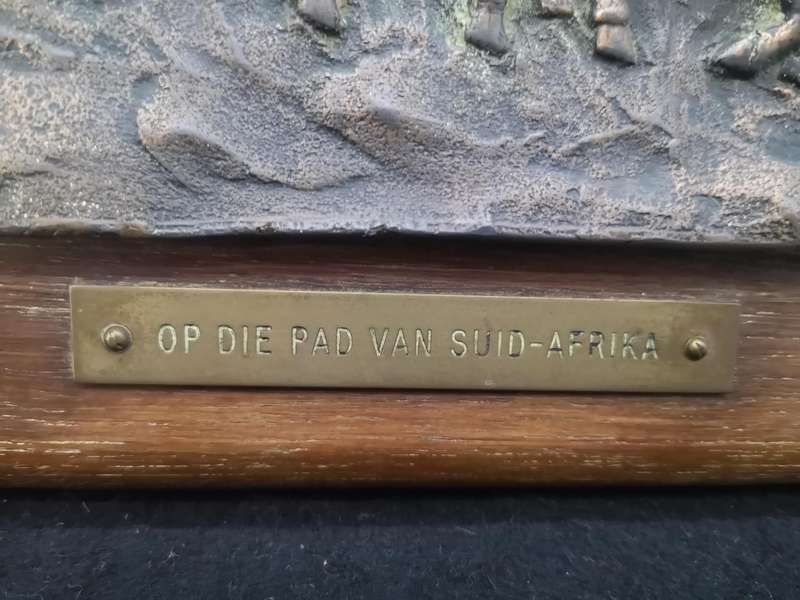 OP DIE PAD VAN SUID-AFRIKA